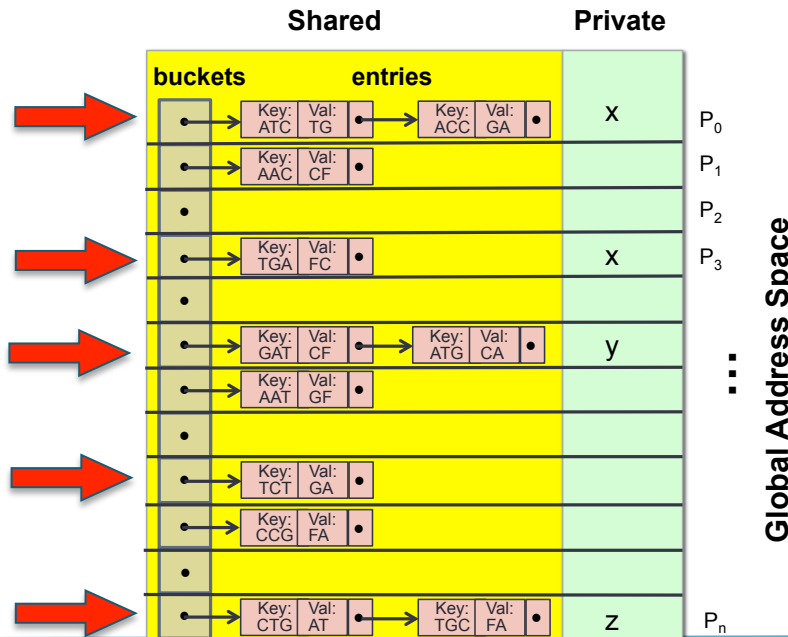 Shared Private
buckets entries
Key: Val: Key: Val:
ATC TG ACC GA x P0
Key: Val:
AAC CF P1
P2
Key: Val:
TGA FC x P3
Key: Val: Key: Val:
GAT CF ATG CA y
Key: Val:
AAT GF
...
Global Address Space
Key: Val:
TCT GA
Key: Val:
CCG FA
Key: Val: Key: Val:
CTG AT TGC FA z Pn